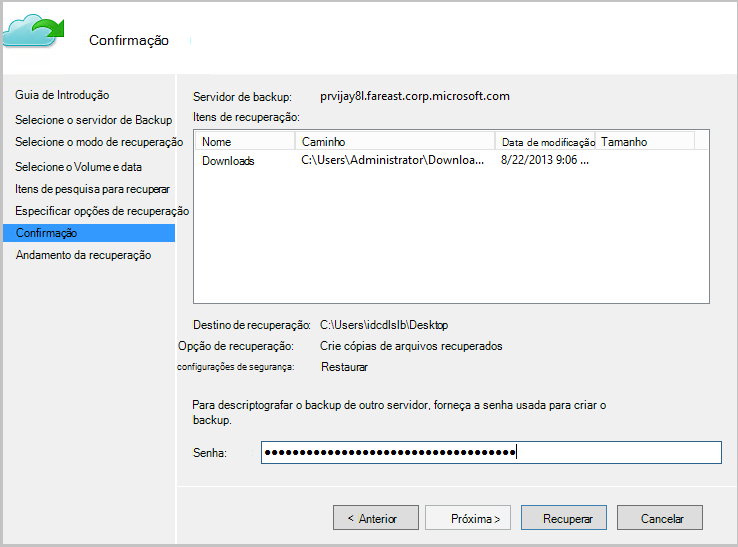 Confirmação
Guia de Introdução
Selecione o servidor de Backup
Selecione o modo de recuperação
Selecione o Volume e data
Itens de pesquisa para recuperar
Especificar opções de recuperação
Confirmação
Andamento da recuperação
Servidor de backup: prvijay8l.fareast.corp.microsoft.com
Itens de recuperação:
Nome Caminho Data de modificação Tamanho
Downloads C:\Users\Administrator\Downloa... 8/22/2013 9:06 ...
Destino de recuperação: C:\Users\idcdlslb\Desktop
Opção de recuperação: Crie cópias de arquivos recuperados
configurações de segurança: Restaurar
Para descriptografar o backup de outro servidor, forneça a senha usada para criar o
backup.
Senha: ●●●●●●●●●●●●●●●●●●●●●●●●●●●●●●●●●●●●
< Anterior Próxima > Recuperar Cancelar